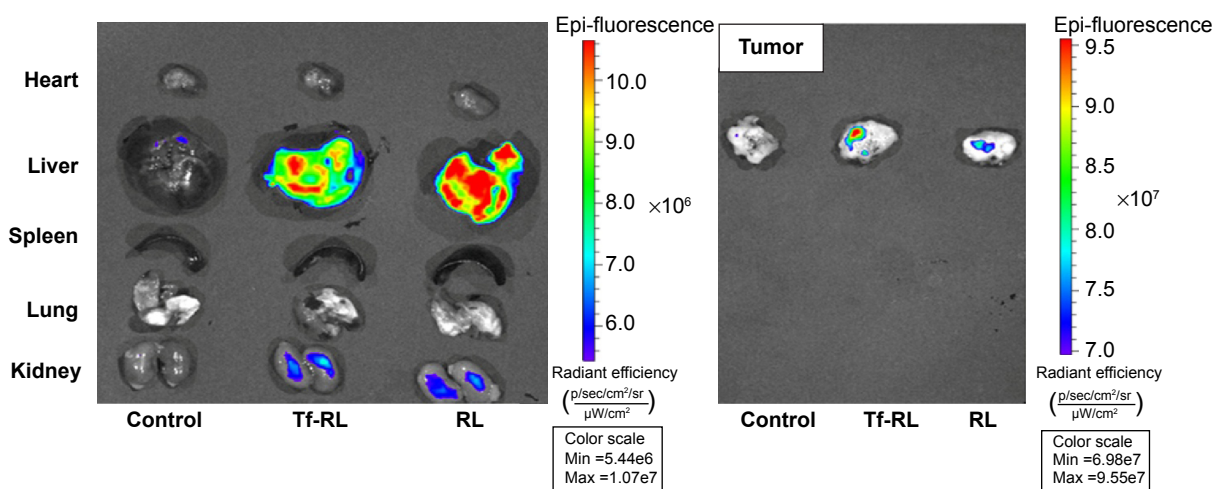 Heart
Liver
Spleen
Lung
Kidney
Control
Tf-RL
RL
Epi-fluorescence
10.0
9.0
8.0
×10⁶
7.0
6.0
Radiant efficiency
(p/sec/cm²/sr
µW/cm²)
Color scale
Min =5.44e6
Max =1.07e7
Tumor
Control
Tf-RL
RL
Epi-fluorescence
9.5
9.0
8.5
×10⁷
8.0
7.5
7.0
Radiant efficiency
(p/sec/cm²/sr
µW/cm²)
Color scale
Min =6.98e7
Max =9.55e7